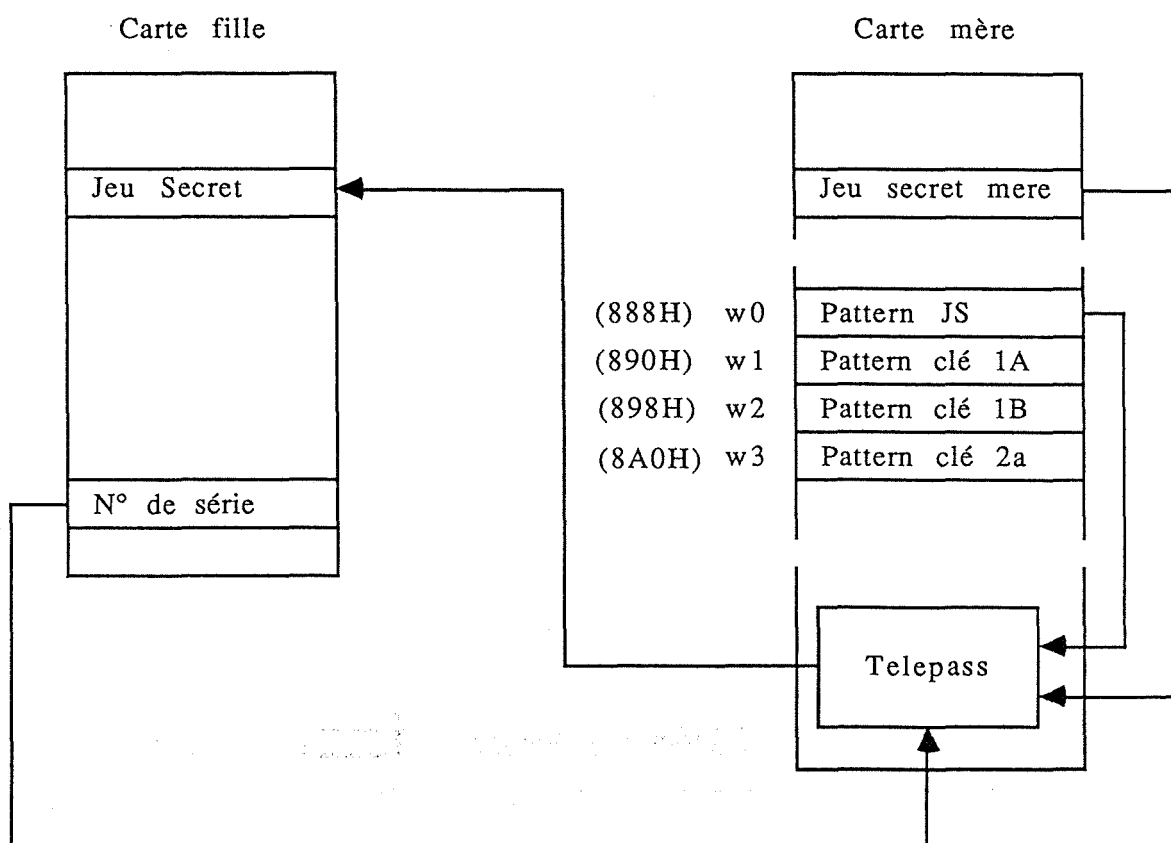 Carte fille
Carte mère
Jeu Secret
Jeu secret mere
(888H) w0 Pattern JS
(890H) w1 Pattern clé 1A
(898H) w2 Pattern clé 1B
(8A0H) w3 Pattern clé 2a
N° de série
Telepass